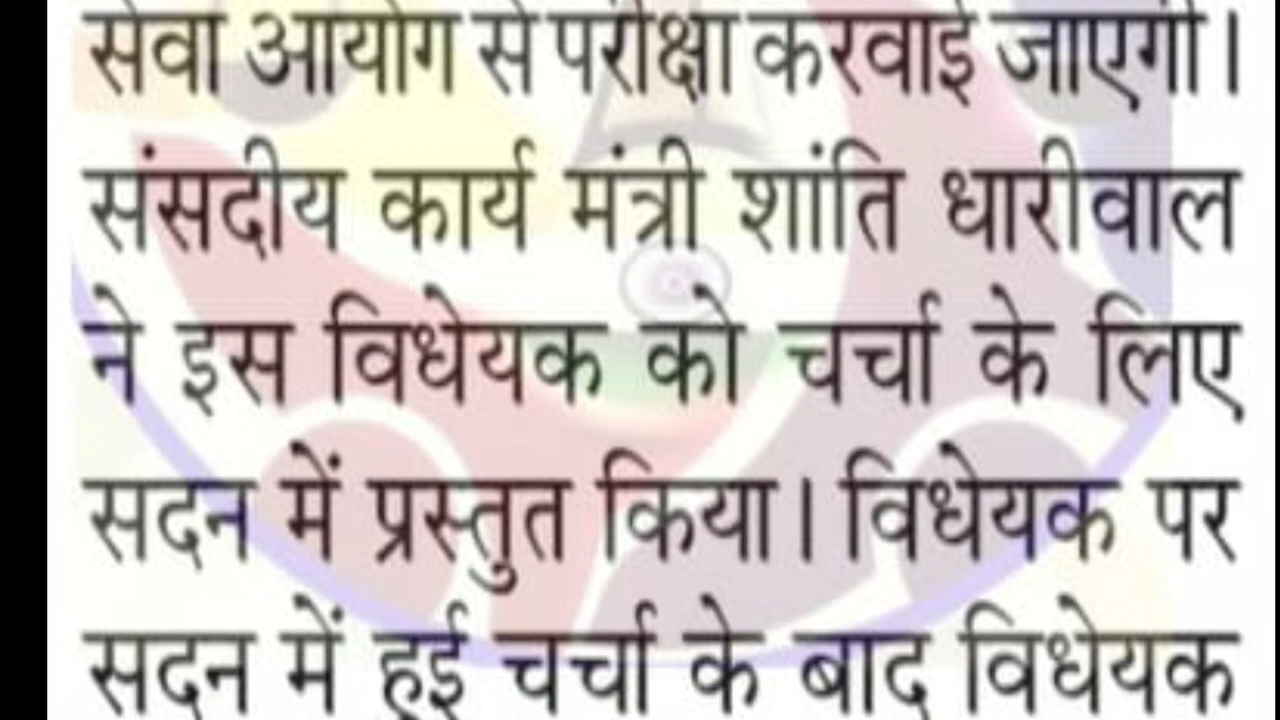 सेवा आयोग से परीक्षा करवाई जाएगी।
संसदीय कार्य मंत्री शांति धारीवाल
ने इस विधेयक को चर्चा के लिए
सदन में प्रस्तुत किया। विधेयक पर
सदन में हुई चर्चा के बाद विधेयक